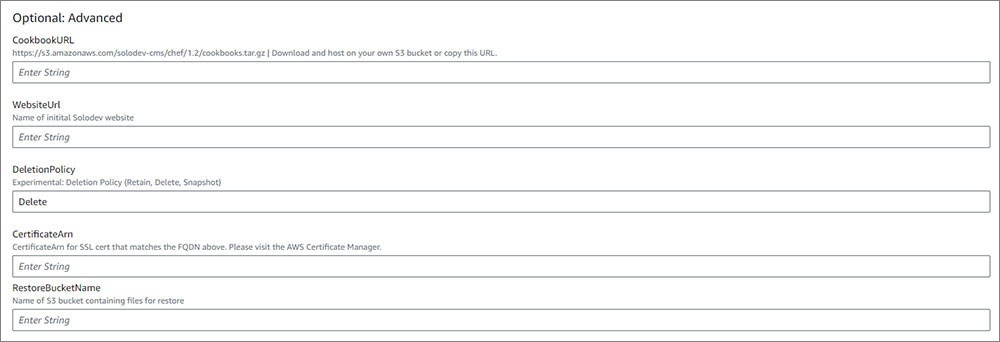 Optional: Advanced
CookbookURL
https://s3.amazonaws.com/solodev-cms/chef/1.2/cookbooks.tar.gz | Download and host on your own S3 bucket or copy this URL.
Enter String
WebsiteUrl
Name of initital Solodev website
Enter String
DeletionPolicy
Experimental: Deletion Policy (Retain, Delete, Snapshot)
Delete
CertificateArn
CertificateArn for SSL cert that matches the FQDN above. Please visit the AWS Certificate Manager.
Enter String
RestoreBucketName
Name of S3 bucket containing files for restore
Enter String